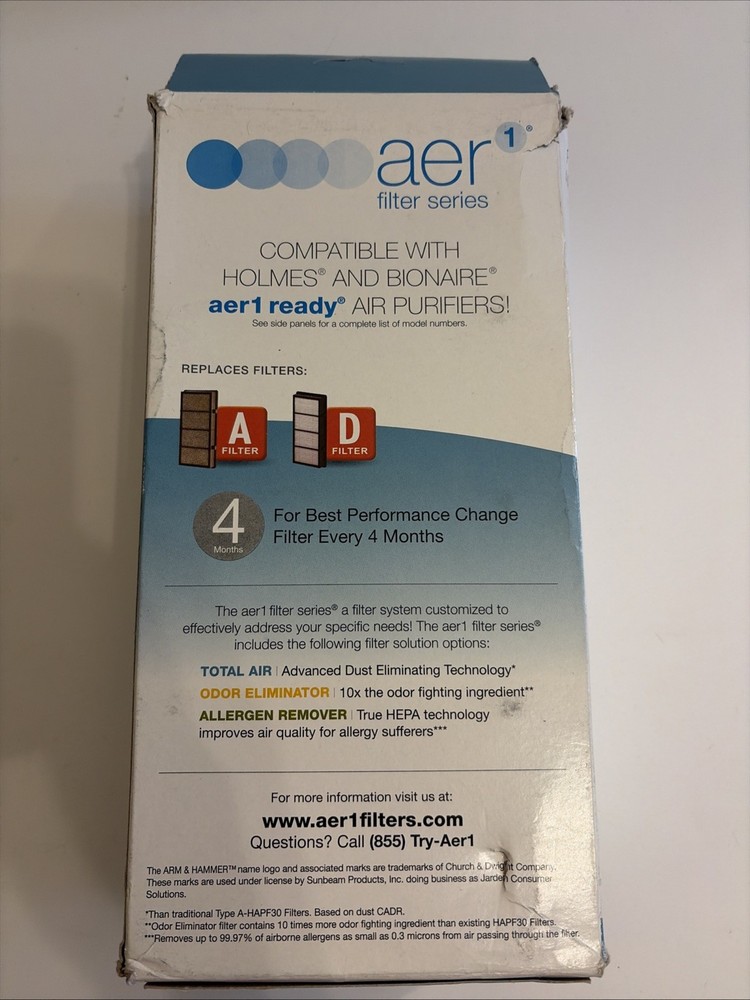 aer1®
filter series
COMPATIBLE WITH
HOLMES® AND BIONAIRE®
aer1 ready® AIR PURIFIERS!
See side panels for a complete list of model numbers.
REPLACES FILTERS:
A
FILTER
D
FILTER
4
Months
For Best Performance Change
Filter Every 4 Months
The aer1 filter series® a filter system customized to
effectively address your specific needs! The aer1 filter series®
includes the following filter solution options:
TOTAL AIR | Advanced Dust Eliminating Technology*
ODOR ELIMINATOR | 10x the odor fighting ingredient**
ALLERGEN REMOVER | True HEPA technology
improves air quality for allergy sufferers***
For more information visit us at:
www.aer1filters.com
Questions? Call (855) Try-Aer1
The ARM & HAMMER™ name logo and associated marks are trademarks of Church & Dwight Company.
These marks are used under license by Sunbeam Products, Inc. doing business as Jarden Consumer
Solutions.
*Than traditional Type A-HAPF30 Filters. Based on dust CADR.
**Odor Eliminator filter contains 10 times more odor fighting ingredient than existing HAPF30 Filters.
***Removes up to 99.97% of airborne allergens as small as 0.3 microns from air passing through the filter.